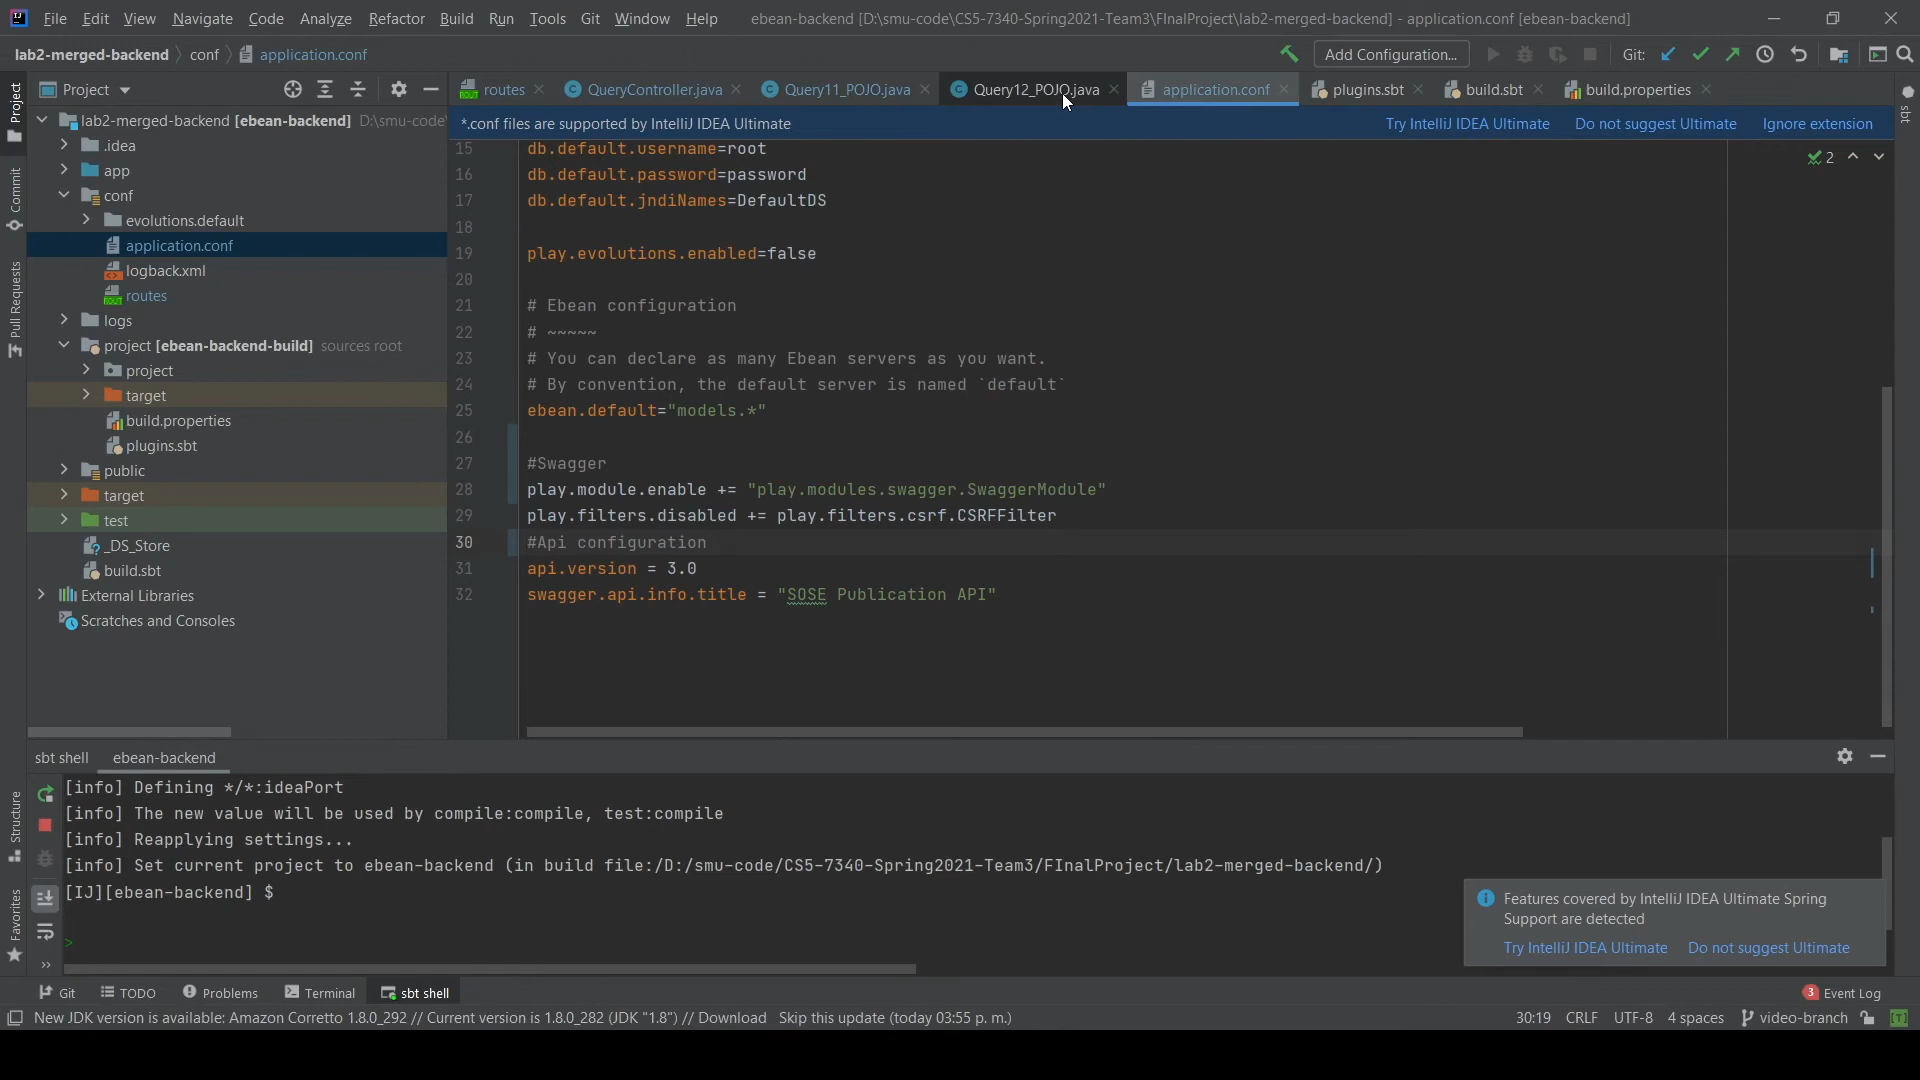 File Edit View Navigate Code Analyze Refactor Build Run Tools Git Window Help ebean-backend [D:\smu-code\CS5-7340-Spring2021-Team3\FInalProject\lab2-merged-backend] - application.conf [ebean-backend]
lab2-merged-backend conf application.conf Add Configuration... Git:
Project routes QueryController.java Query11_POJO.java Query12_POJO.java application.conf plugins.sbt build.sbt build.properties
lab2-merged-backend [ebean-backend] D:\smu-code
.idea
app
conf
evolutions.default
application.conf
logback.xml
routes
logs
project [ebean-backend-build] sources root
project
target
build.properties
plugins.sbt
public
target
test
_DS_Store
build.sbt
External Libraries
Scratches and Consoles
*.conf files are supported by IntelliJ IDEA Ultimate Try IntelliJ IDEA Ultimate Do not suggest Ultimate Ignore extension
2
15 db.default.username=root
16 db.default.password=password
17 db.default.jndiNames=DefaultDS
18
19 play.evolutions.enabled=false
20
21 # Ebean configuration
22 # ~~~~~
23 # You can declare as many Ebean servers as you want.
24 # By convention, the default server is named `default`
25 ebean.default="models.*"
26
27 #Swagger
28 play.module.enable += "play.modules.swagger.SwaggerModule"
29 play.filters.disabled += play.filters.csrf.CSRFFilter
30 #Api configuration
31 api.version = 3.0
32 swagger.api.info.title = "SOSE Publication API"
Project
Commit
Pull Requests
Structure
Favorites
sbt
sbt shell ebean-backend
[info] Defining */*:ideaPort
[info] The new value will be used by compile:compile, test:compile
[info] Reapplying settings...
[info] Set current project to ebean-backend (in build file:/D:/smu-code/CS5-7340-Spring2021-Team3/FInalProject/lab2-merged-backend/)
[IJ][ebean-backend] $
>
Features covered by IntelliJ IDEA Ultimate Spring
Support are detected
Try IntelliJ IDEA Ultimate Do not suggest Ultimate
Git TODO Problems Terminal sbt shell 3 Event Log
New JDK version is available: Amazon Corretto 1.8.0_292 // Current version is 1.8.0_282 (JDK "1.8") // Download Skip this update (today 03:55 p. m.) 30:19 CRLF UTF-8 4 spaces video-branch